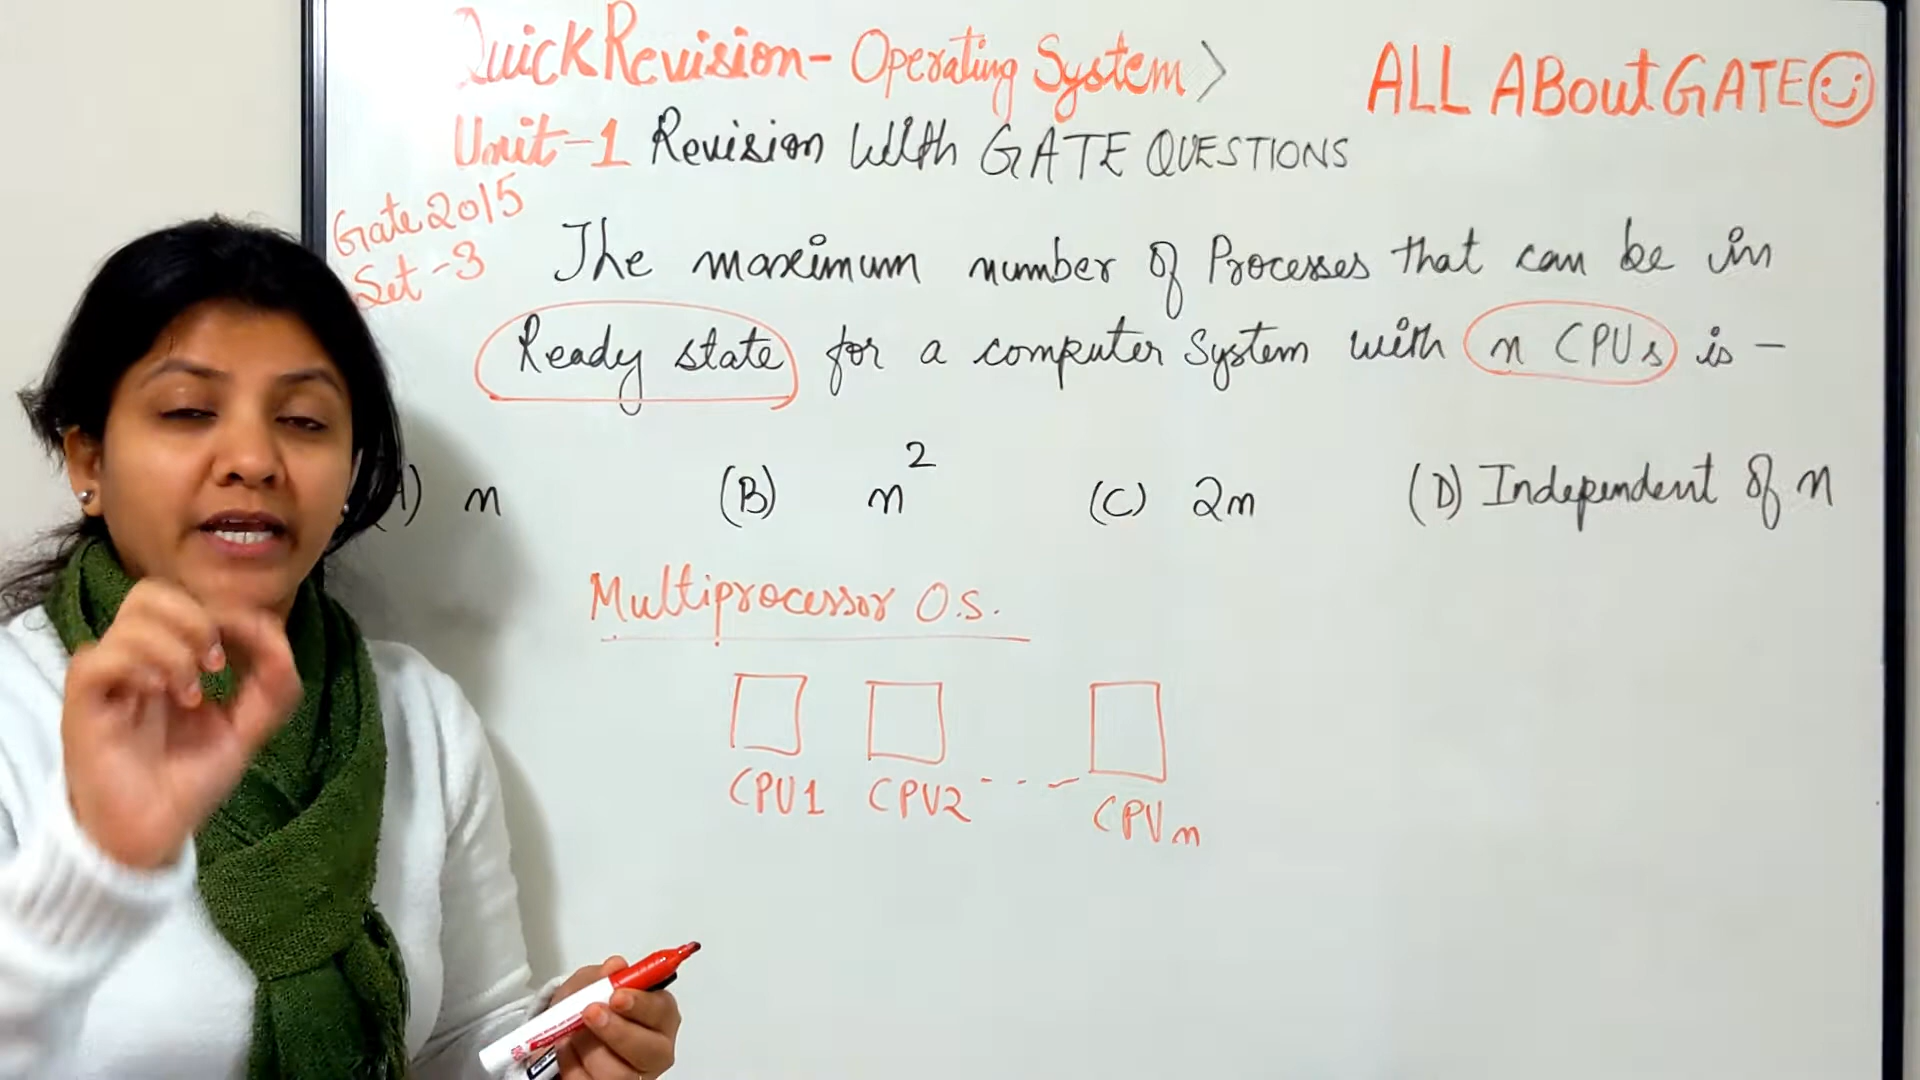 QuickRevision- Operating System >
ALL ABout GATE
Unit-1 Revision With GATE QUESTIONS
Gate 2015
Set-3
The maximum number of Processes that can be in
Ready state for a computer System with n CPUs is -
(A) n (B) n² (C) 2n (D) Independent of n
Multiprocessor O.S.
CPU1 CPU2 - - - CPUn